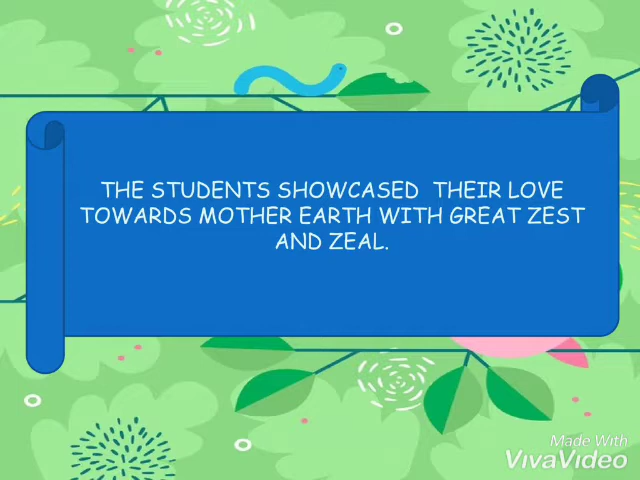 THE STUDENTS SHOWCASED THEIR LOVE
TOWARDS MOTHER EARTH WITH GREAT ZEST
AND ZEAL.
Made With
VivaVideo